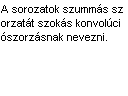 A sorozatok szummás sz
orzatát szokás konvolúci
ószorzásnak nevezni.